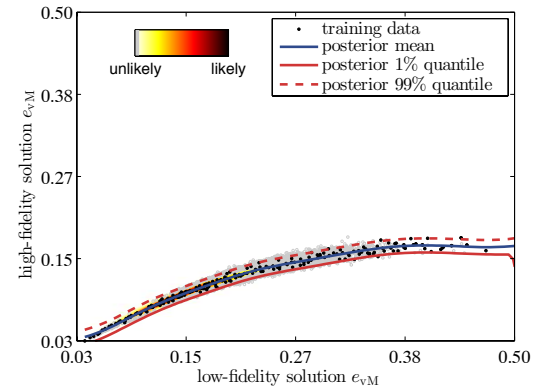 0.50
training data
posterior mean
posterior 1% quantile
posterior 99% quantile
unlikely
likely
0.38
0.27
0.15
0.03
high-fidelity solution e_vM
0.03
0.15
0.27
0.38
0.50
low-fidelity solution e_vM